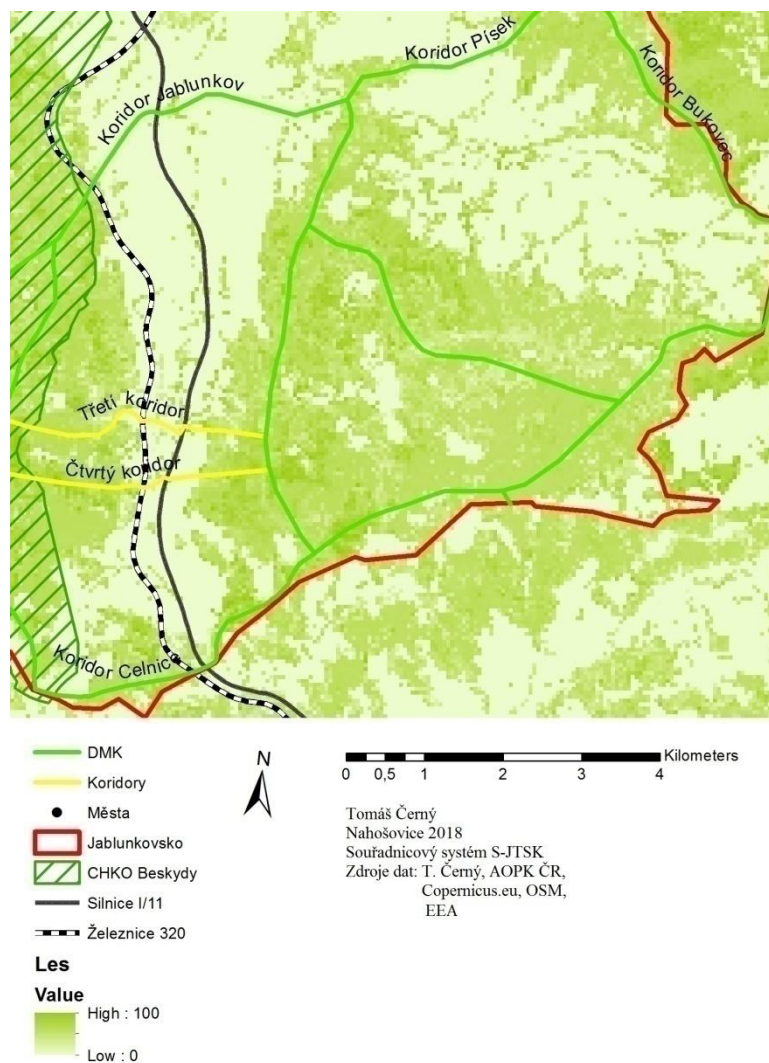 Koridor Písek
Koridor Jablunkov
Koridor Bukovec
Třetí koridor
Čtvrtý koridor
Koridor Celnice
DMK
Koridory
Města
Jablunkovsko
CHKO Beskydy
Silnice I/11
Železnice 320
Les
Value
High : 100
Low : 0
N
Kilometers
0 0,5 1 2 3 4
Tomáš Černý
Nahošovice 2018
Souřadnicový systém S-JTSK
Zdroje dat: T. Černý, AOPK ČR,
Copernicus.eu, OSM,
EEA